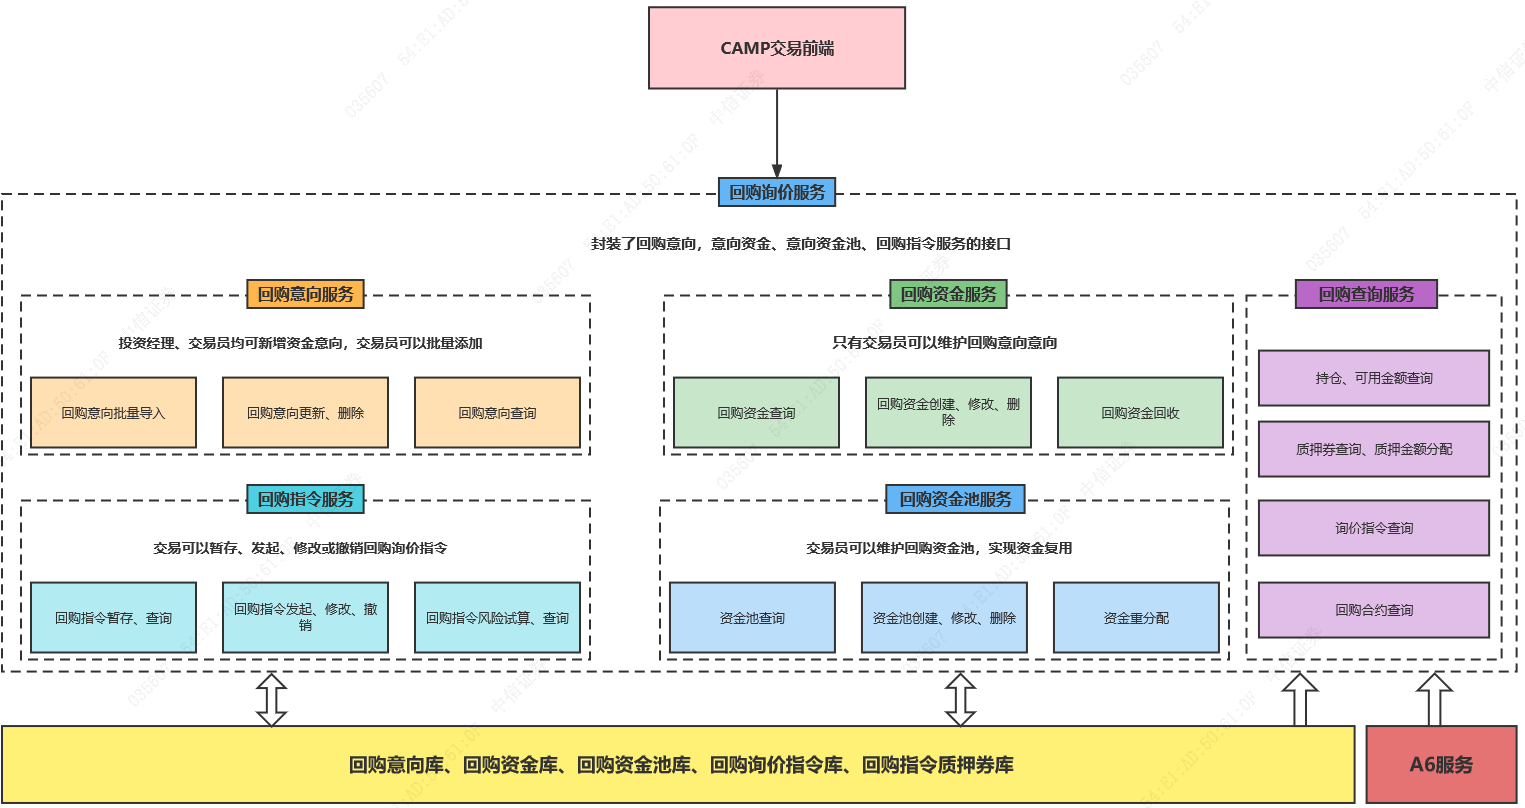 CAMP交易前端
回购询价服务
封装了回购意向，意向资金、意向资金池、回购指令服务的接口
回购意向服务
投资经理、交易员均可新增资金意向，交易员可以批量添加
回购意向批量导入
回购意向更新、删除
回购意向查询
回购资金服务
只有交易员可以维护回购意向意向
回购资金查询
回购资金创建、修改、删
除
回购资金回收
回购查询服务
持仓、可用金额查询
质押券查询、质押金额分配
询价指令查询
回购合约查询
回购指令服务
交易可以暂存、发起、修改或撤销回购询价指令
回购指令暂存、查询
回购指令发起、修改、撤
销
回购指令风险试算、查询
回购资金池服务
交易员可以维护回购资金池，实现资金复用
资金池查询
资金池创建、修改、删除
资金重分配
回购意向库、回购资金库、回购资金池库、回购询价指令库、回购指令质押券库
A6服务
035607 54:E1:AD:5D:61:0F 中信证券